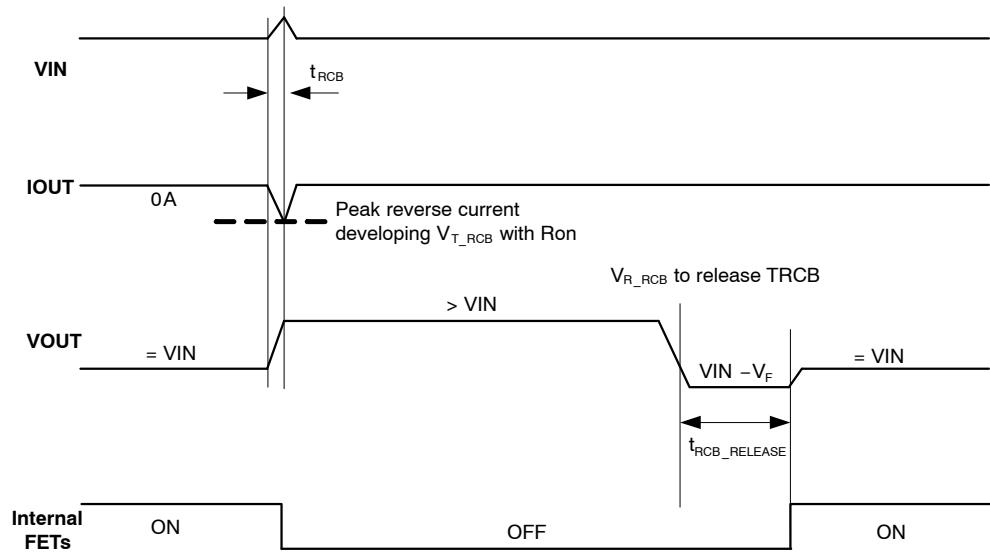 VIN
tRCB
IOUT
0A
Peak reverse current
developing VT_RCB with Ron
VR_RCB to release TRCB
> VIN
VOUT
= VIN
VIN –VF
= VIN
tRCB_RELEASE
Internal
FETs
ON
OFF
ON